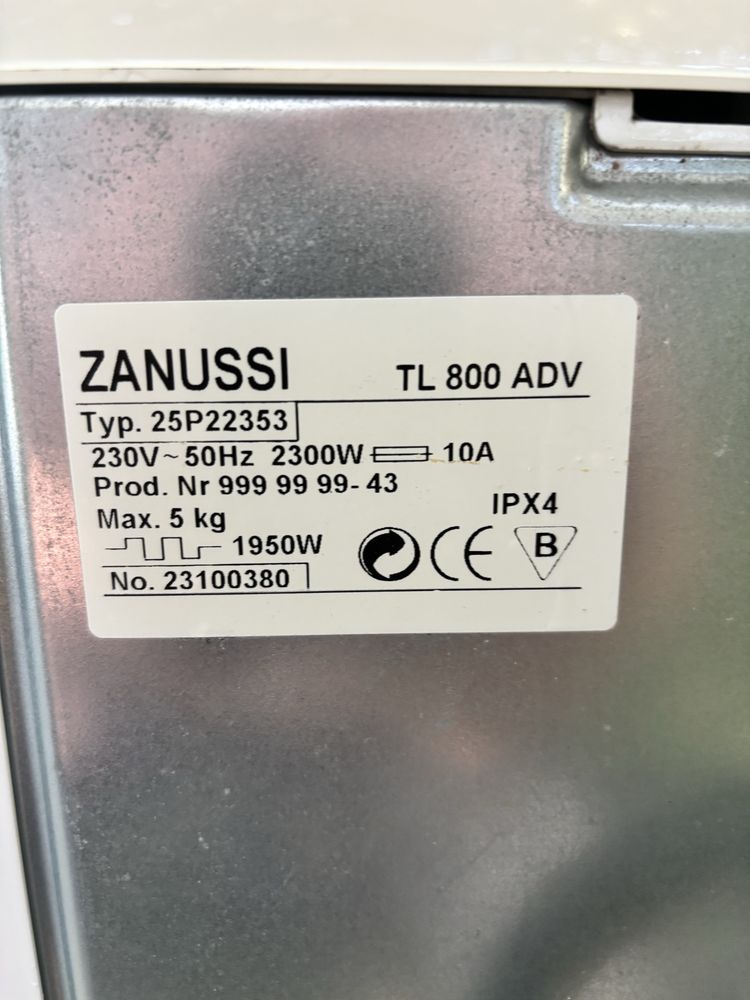 ZANUSSI TL 800 ADV
Typ. 25P22353
230V~50Hz 2300W 10A
Prod. Nr 999 99 99-43
IPX4
Max. 5 kg
1950W CE B
No. 23100380